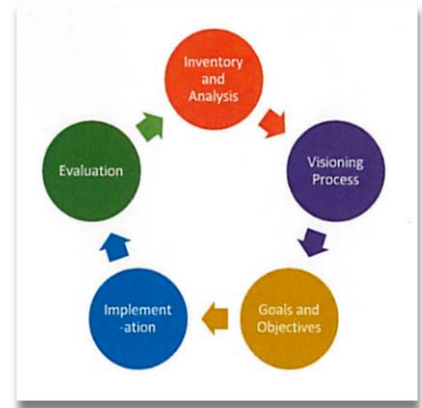 Inventory
and
Analysis
Visioning
Process
Goals and
Objectives
Implement
-ation
Evaluation